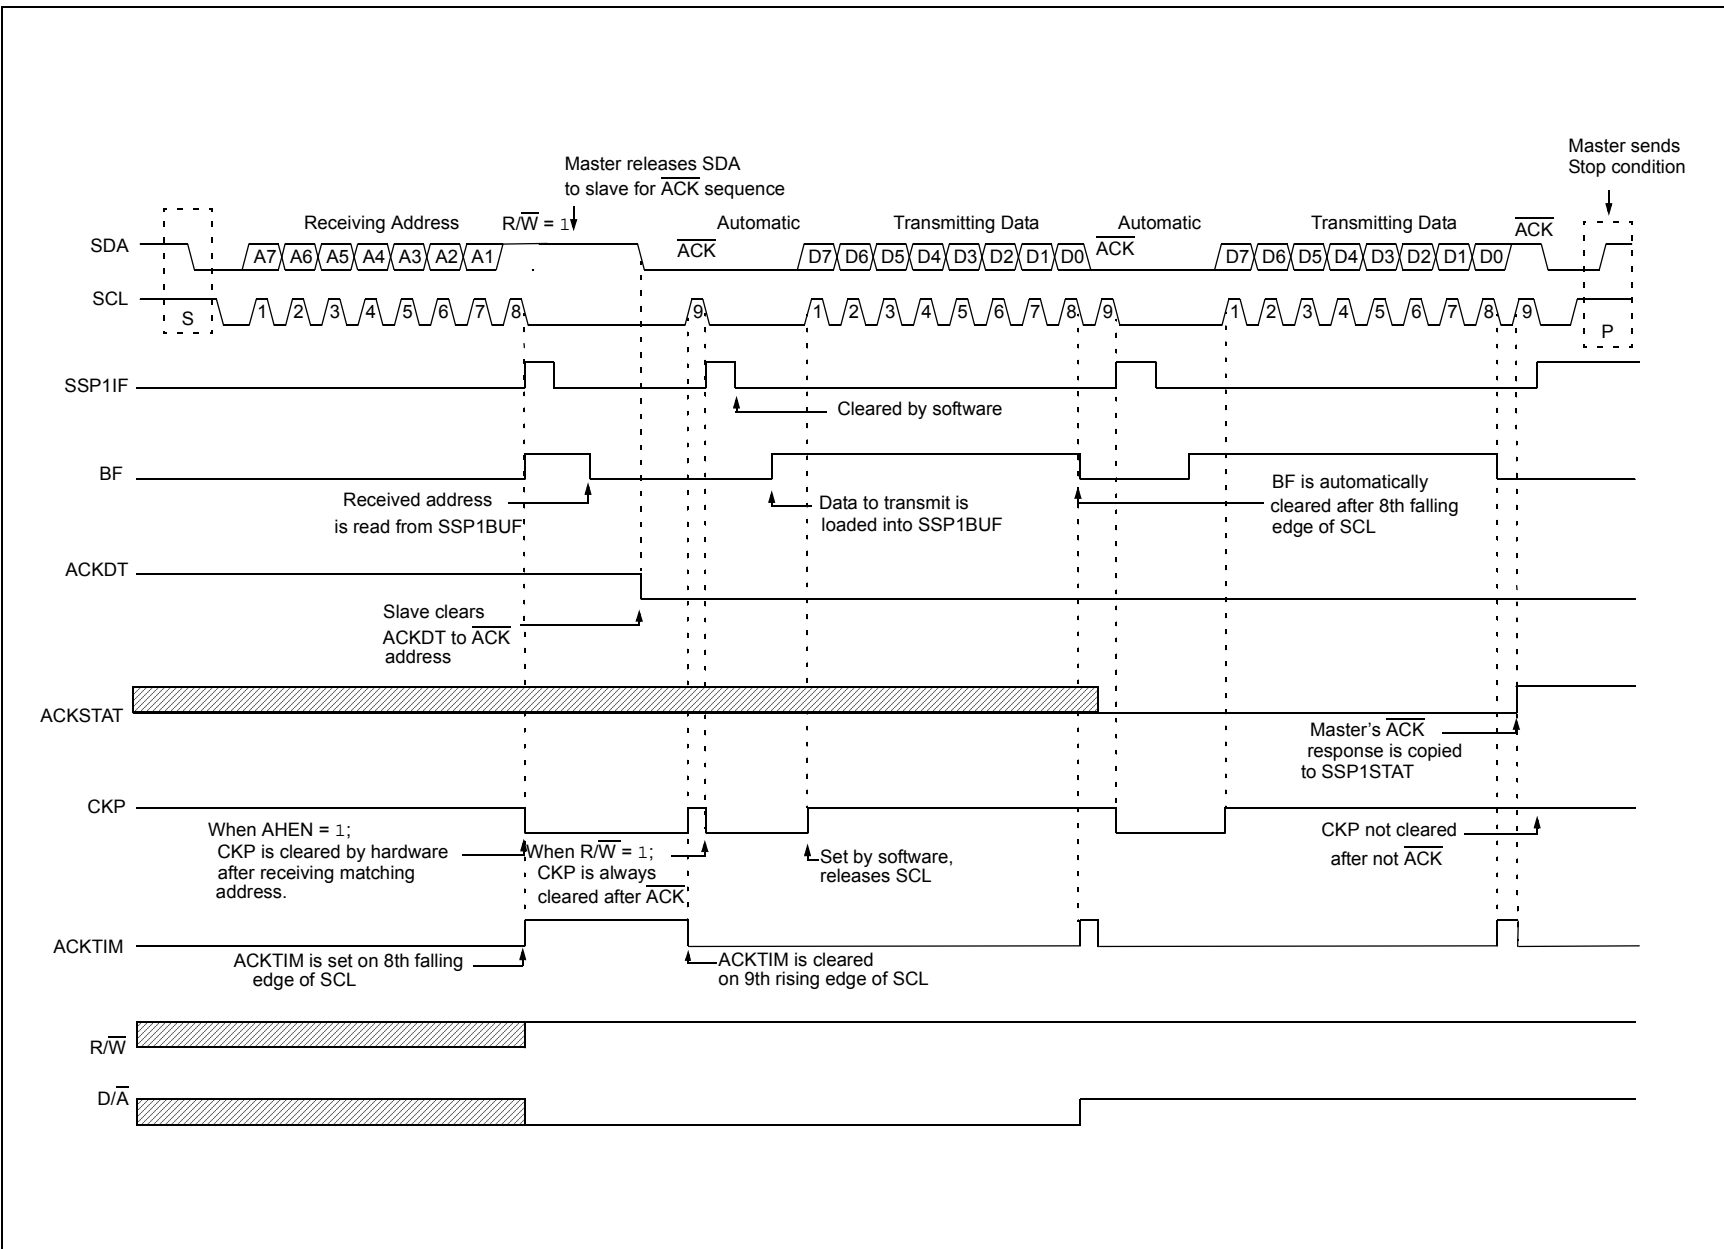 Master sends
Stop condition
Master releases SDA
to slave for ACK sequence
Receiving Address R/W = 1 Automatic Transmitting Data Automatic Transmitting Data ACK
SDA A7 A6 A5 A4 A3 A2 A1 ACK D7 D6 D5 D4 D3 D2 D1 D0 ACK D7 D6 D5 D4 D3 D2 D1 D0
SCL S 1 2 3 4 5 6 7 8 9 1 2 3 4 5 6 7 8 9 1 2 3 4 5 6 7 8 9 P
SSP1IF
Cleared by software
BF
Received address
is read from SSP1BUF
Data to transmit is
loaded into SSP1BUF
BF is automatically
cleared after 8th falling
edge of SCL
ACKDT
Slave clears
ACKDT to ACK
address
ACKSTAT
Master's ACK
response is copied
to SSP1STAT
CKP
When AHEN = 1;
CKP is cleared by hardware
after receiving matching
address.
When R/W = 1;
CKP is always
cleared after ACK
Set by software,
releases SCL
CKP not cleared
after not ACK
ACKTIM
ACKTIM is set on 8th falling
edge of SCL
ACKTIM is cleared
on 9th rising edge of SCL
R/W
D/A